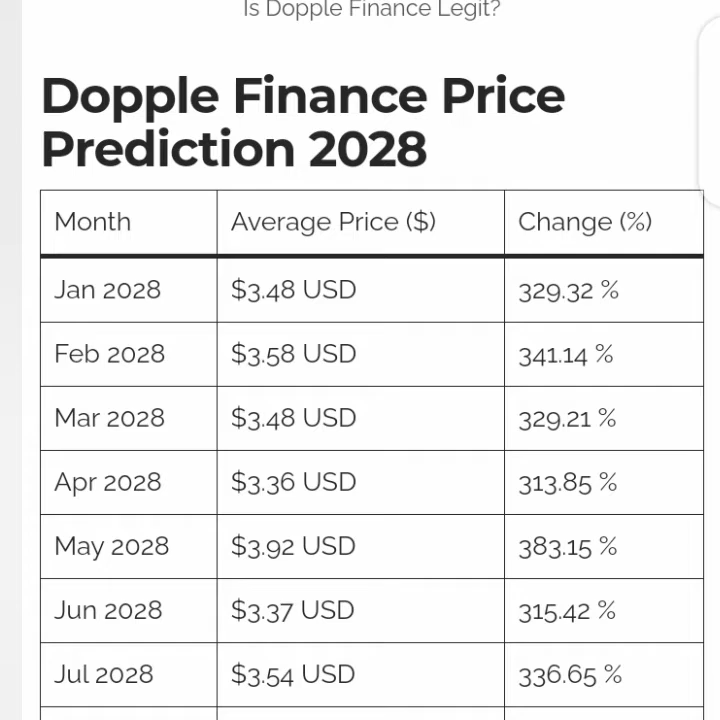 Is Dopple Finance Legit?
Dopple Finance Price
Prediction 2028
Month Average Price ($) Change (%)
Jan 2028 $3.48 USD 329.32 %
Feb 2028 $3.58 USD 341.14 %
Mar 2028 $3.48 USD 329.21 %
Apr 2028 $3.36 USD 313.85 %
May 2028 $3.92 USD 383.15 %
Jun 2028 $3.37 USD 315.42 %
Jul 2028 $3.54 USD 336.65 %